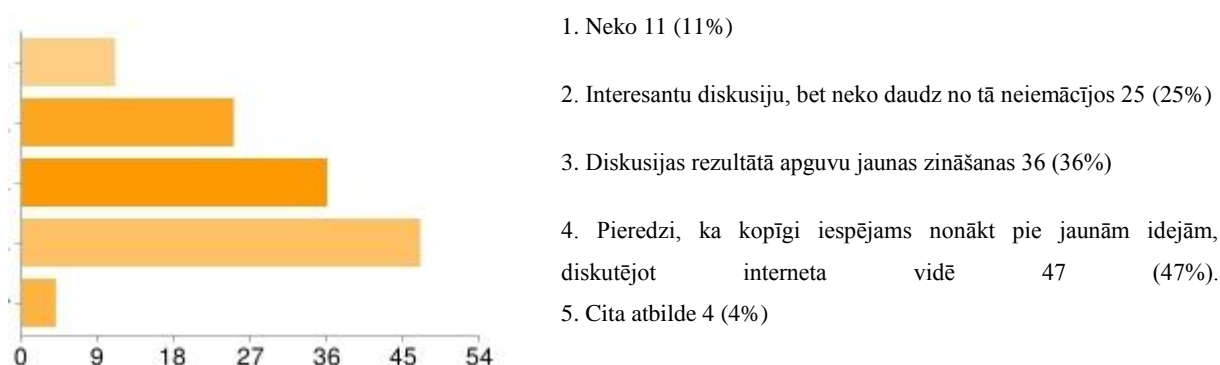 1. Neko 11 (11%)
2. Interesantu diskusiju, bet neko daudz no tā neiemācījos 25 (25%)
3. Diskusijas rezultātā apguvu jaunas zināšanas 36 (36%)
4. Pieredzi, ka kopīgi iespējams nonākt pie jaunām idejām,
diskutējot interneta vidē 47 (47%).
5. Cita atbilde 4 (4%)
0 9 18 27 36 45 54